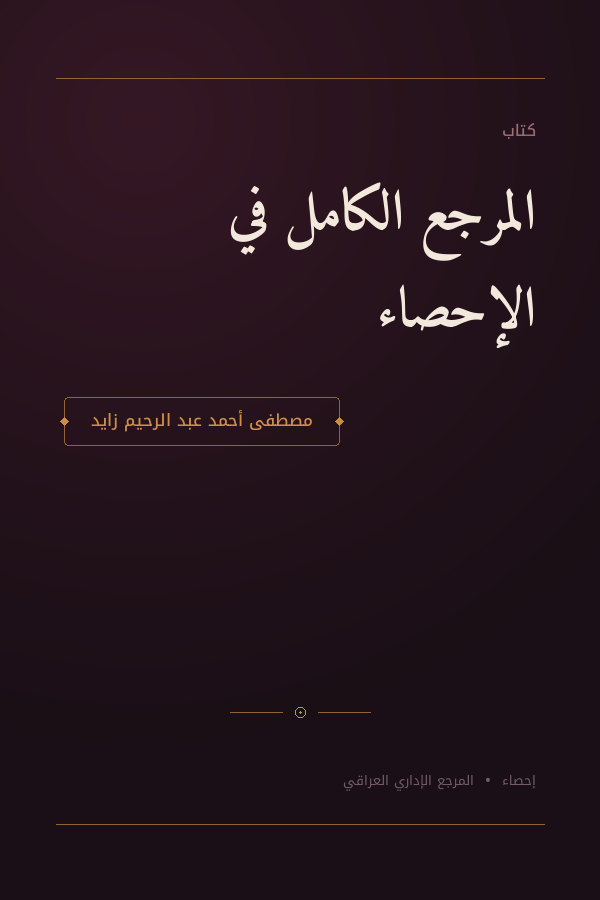 كتاب
المرجع الكامل في
الإحصاء
مصطفى أحمد عبد الرحيم زايد
إحصاء • المرجع الإداري العراقي